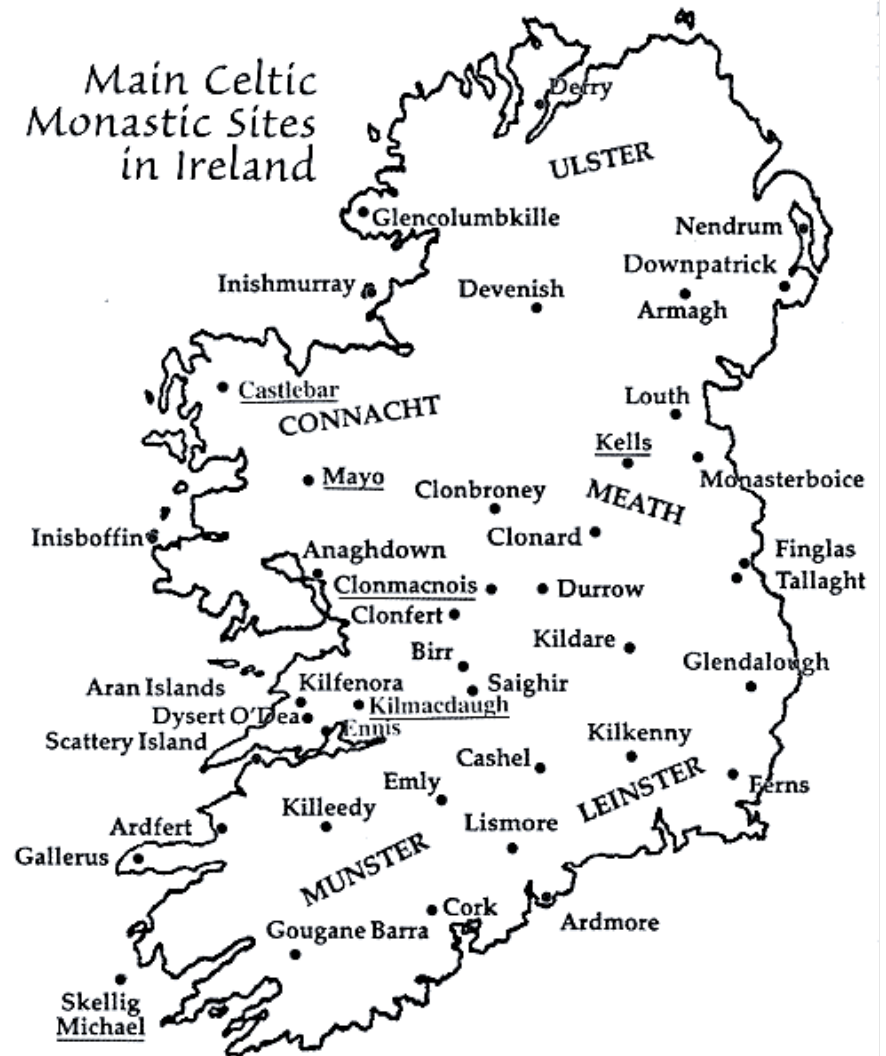 Main Celtic
Monastic Sites
in Ireland
Derry
ULSTER
Glencolumbkille
Nendrum
Downpatrick
Inishmurray
Devenish
Armagh
Castlebar
Louth
CONNACHT
Kells
Mayo
Monasterboice
Clonbroney
MEATH
Inisboffin
Clonard
Anaghdown
Finglas
Clonmacnois
Durrow
Tallaght
Clonfert
Kildare
Birr
Glendalough
Aran Islands
Kilfenora
Saighir
Dysert O'Dea
Kilmacdaugh
Scattery Island
Ennis
Kilkenny
Cashel
Emly
LEINSTER
Ferns
Killeedy
Ardfert
Lismore
Gallerus
MUNSTER
Cork
Ardmore
Gougane Barra
Skellig
Michael